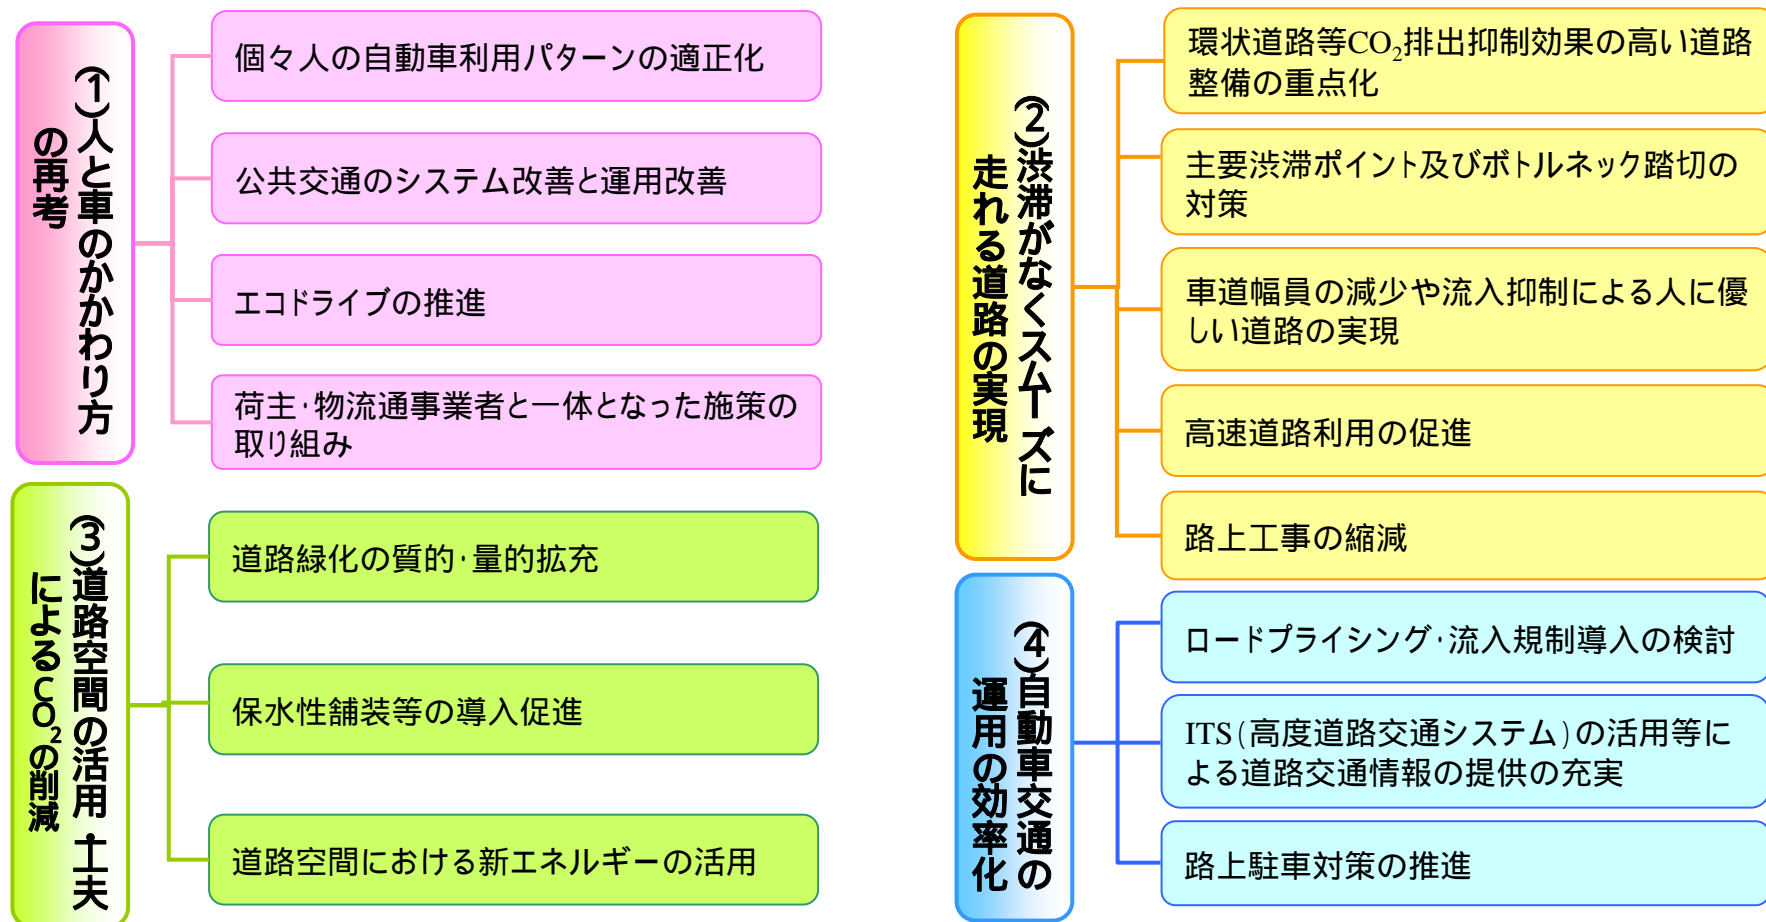 (1)人と車のかかわり方
の再考
個々人の自動車利用パターンの適正化
公共交通のシステム改善と運用改善
エコドライブの推進
荷主・物流通事業者と一体となった施策の
取り組み
(2)渋滞がなくスムーズに
走れる道路の実現
環状道路等CO₂排出抑制効果の高い道路
整備の重点化
主要渋滞ポイント及びボトルネック踏切の
対策
車道幅員の減少や流入抑制による人に優
しい道路の実現
高速道路利用の促進
路上工事の縮減
(3)道路空間の活用・工夫
によるCO₂の削減
道路緑化の質的・量的拡充
保水性舗装等の導入促進
道路空間における新エネルギーの活用
(4)自動車交通の
運用の効率化
ロードプライシング・流入規制導入の検討
ITS(高度道路交通システム)の活用等に
よる道路交通情報の提供の充実
路上駐車対策の推進